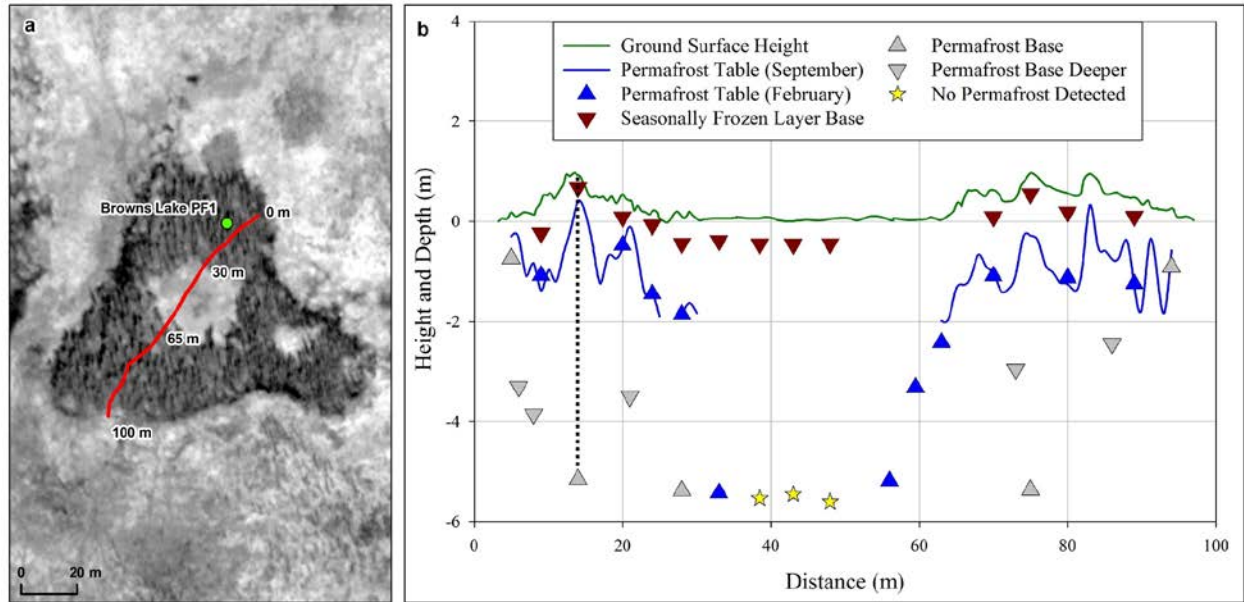 a
Browns Lake PF1
0 m
30 m
65 m
100 m
0 20 m
b
Ground Surface Height
Permafrost Table (September)
Permafrost Table (February)
Seasonally Frozen Layer Base
Permafrost Base
Permafrost Base Deeper
No Permafrost Detected
Height and Depth (m)
4
2
0
-2
-4
-6
0 20 40 60 80 100
Distance (m)